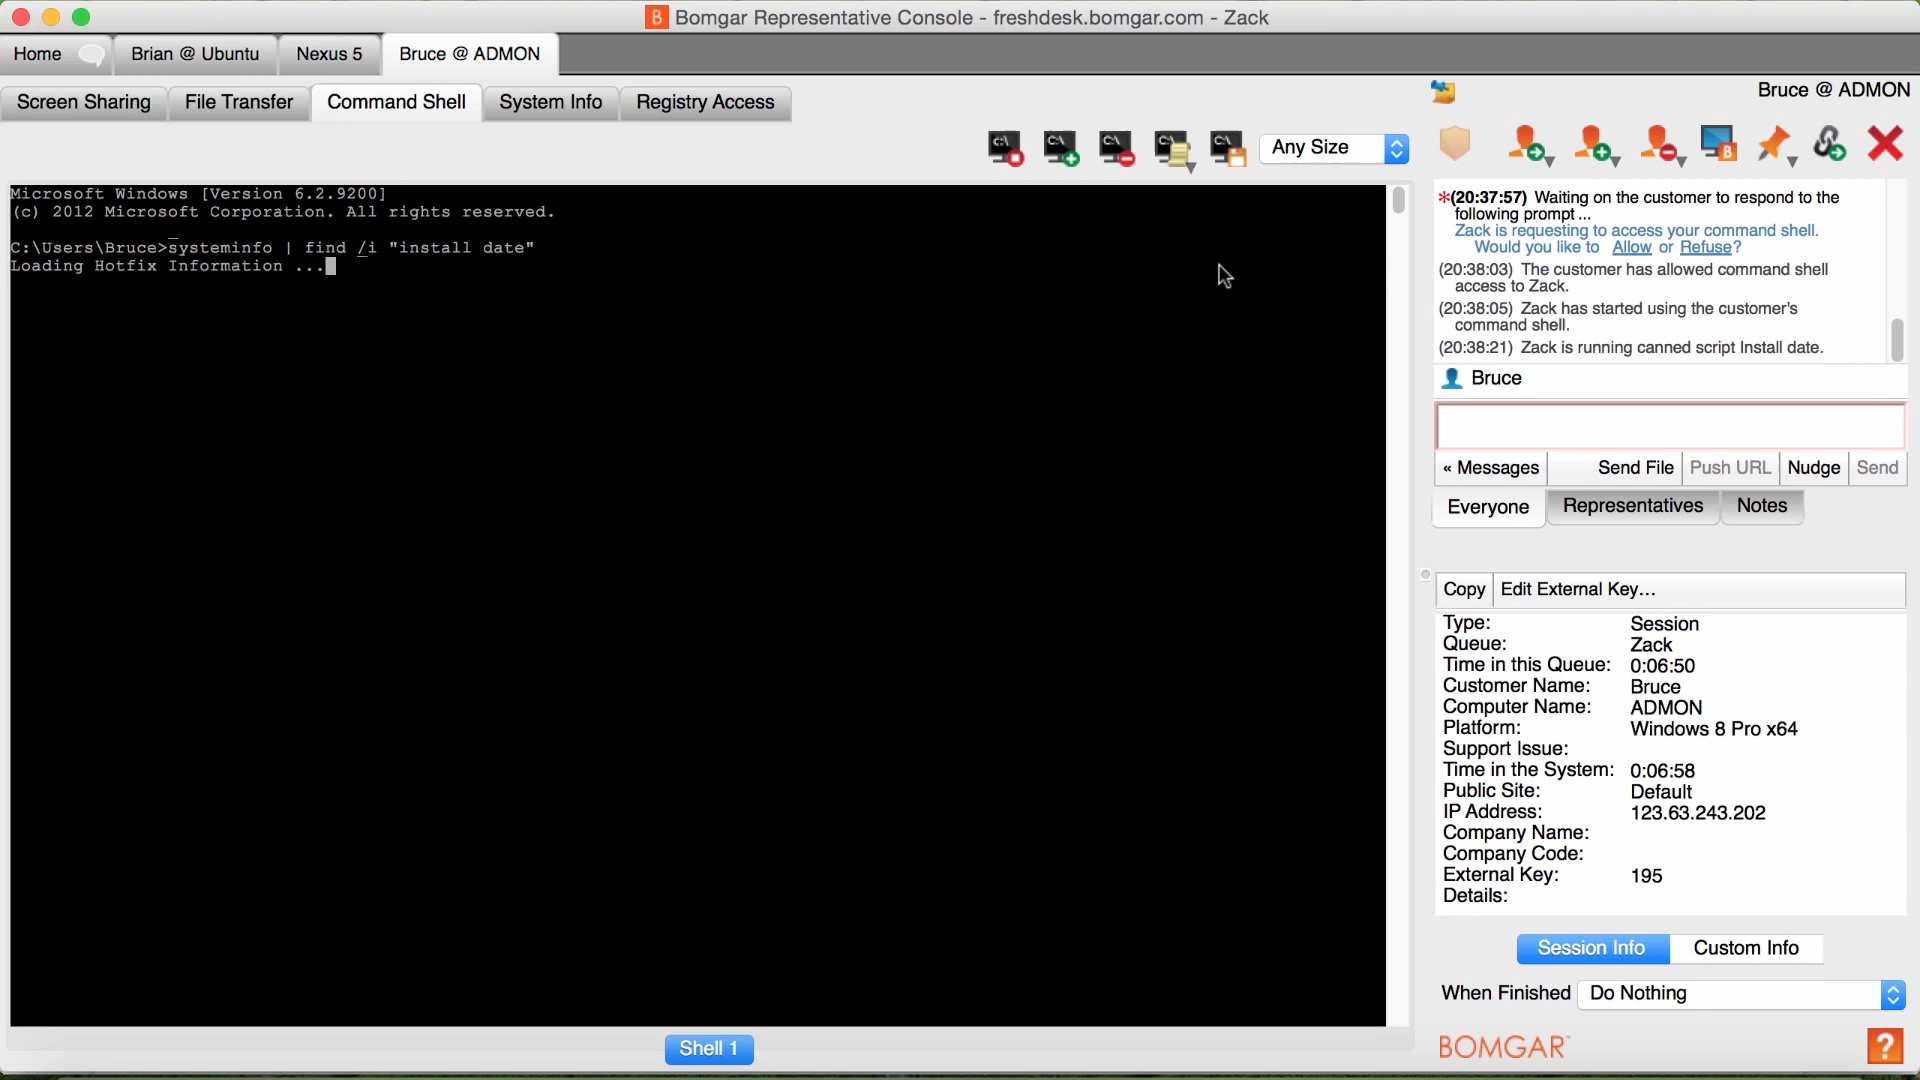 Bomgar Representative Console - freshdesk.bomgar.com - Zack
Home Brian @ Ubuntu Nexus 5 Bruce @ ADMON
Screen Sharing File Transfer Command Shell System Info Registry Access
Any Size
Microsoft Windows [Version 6.2.9200]
(c) 2012 Microsoft Corporation. All rights reserved.
C:\Users\Bruce>systeminfo | find /i "install date"
Loading Hotfix Information ...
Shell 1
Bruce @ ADMON
*(20:37:57) Waiting on the customer to respond to the
following prompt ...
Zack is requesting to access your command shell.
Would you like to Allow or Refuse?
(20:38:03) The customer has allowed command shell
access to Zack.
(20:38:05) Zack has started using the customer's
command shell.
(20:38:21) Zack is running canned script Install date.
Bruce
« Messages Send File Push URL Nudge Send
Everyone Representatives Notes
Copy Edit External Key...
Type: Session
Queue: Zack
Time in this Queue: 0:06:50
Customer Name: Bruce
Computer Name: ADMON
Platform: Windows 8 Pro x64
Support Issue:
Time in the System: 0:06:58
Public Site: Default
IP Address: 123.63.243.202
Company Name:
Company Code:
External Key: 195
Details:
Session Info Custom Info
When Finished Do Nothing
BOMGAR ?